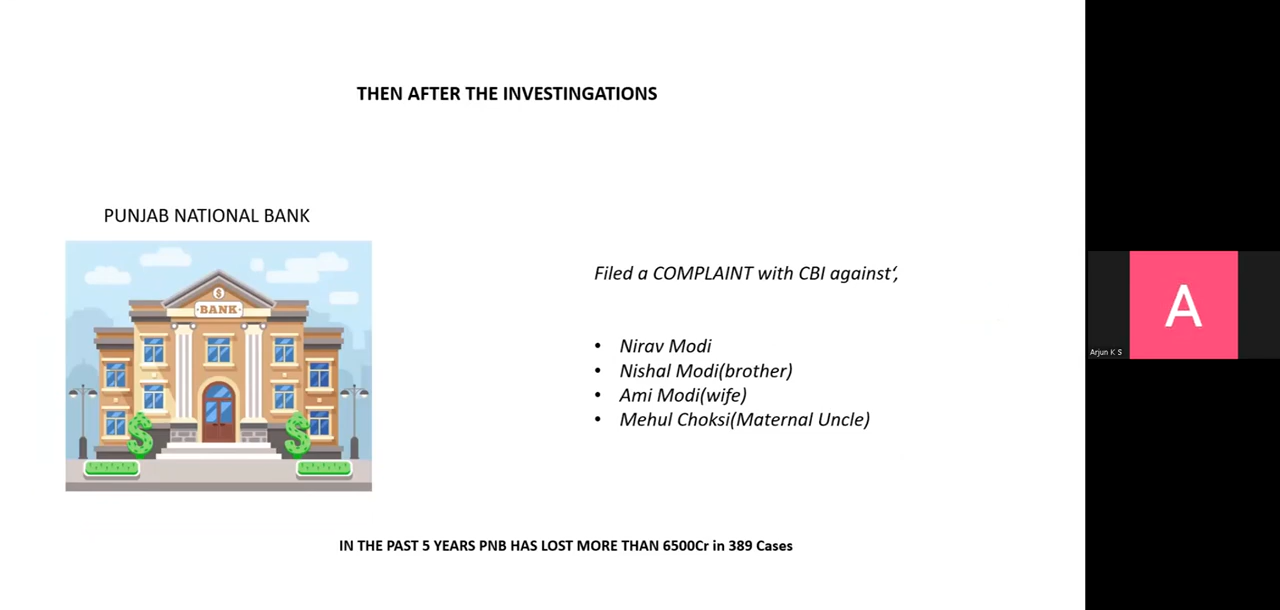 THEN AFTER THE INVESTINGATIONS
PUNJAB NATIONAL BANK
$
BANK
Filed a COMPLAINT with CBI against‘,
• Nirav Modi
• Nishal Modi(brother)
• Ami Modi(wife)
• Mehul Choksi(Maternal Uncle)
IN THE PAST 5 YEARS PNB HAS LOST MORE THAN 6500Cr in 389 Cases
A
Arjun K S